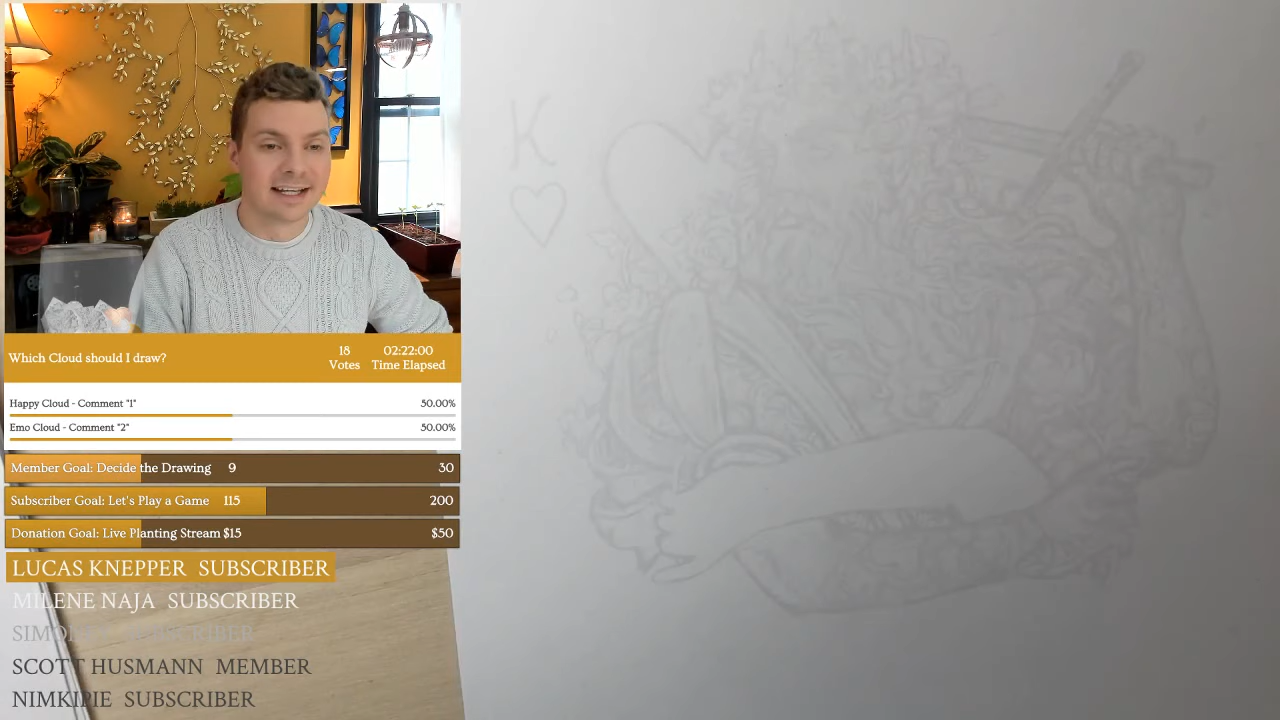 K
Which Cloud should I draw?
18 Votes
02:22:00 Time Elapsed
Happy Cloud - Comment "1" 50.00%
Emo Cloud - Comment "2" 50.00%
Member Goal: Decide the Drawing 9 30
Subscriber Goal: Let's Play a Game 115 200
Donation Goal: Live Planting Stream $15 $50
LUCAS KNEPPER SUBSCRIBER
MILENE NAJA SUBSCRIBER
SUBSCRIBER
SCOTT HUSMANN MEMBER
NIMKIPIE SUBSCRIBER